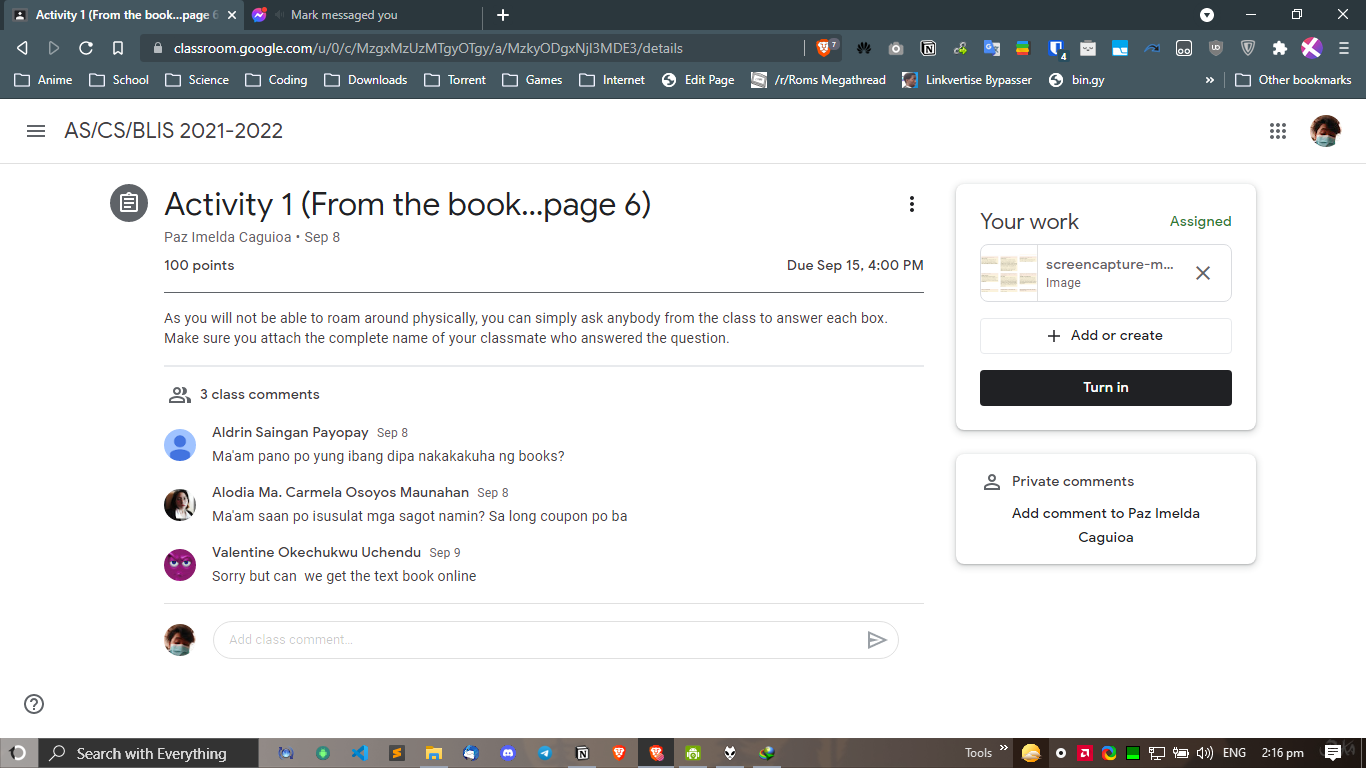 Activity 1 (From the book...page 6
Mark messaged you
classroom.google.com/u/0/c/MzgxMzUzMTgyOTgy/a/MzkyODgxNjI3MDE3/details
7
4
Anime
School
Science
Coding
Downloads
Torrent
Games
Internet
Edit Page
/r/Roms Megathread
Linkvertise Bypasser
bin.gy
»
Other bookmarks
AS/CS/BLIS 2021-2022
Activity 1 (From the book...page 6)
Paz Imelda Caguioa • Sep 8
100 points
Due Sep 15, 4:00 PM
As you will not be able to roam around physically, you can simply ask anybody from the class to answer each box.
Make sure you attach the complete name of your classmate who answered the question.
3 class comments
Aldrin Saingan Payopay Sep 8
Ma'am pano po yung ibang dipa nakakakuha ng books?
Alodia Ma. Carmela Osoyos Maunahan Sep 8
Ma'am saan po isusulat mga sagot namin? Sa long coupon po ba
Valentine Okechukwu Uchendu Sep 9
Sorry but can we get the text book online
Add class comment...
Your work
Assigned
screencapture-m...
Image
+ Add or create
Turn in
Private comments
Add comment to Paz Imelda
Caguioa
Search with Everything
Tools »
ENG
2:16 pm